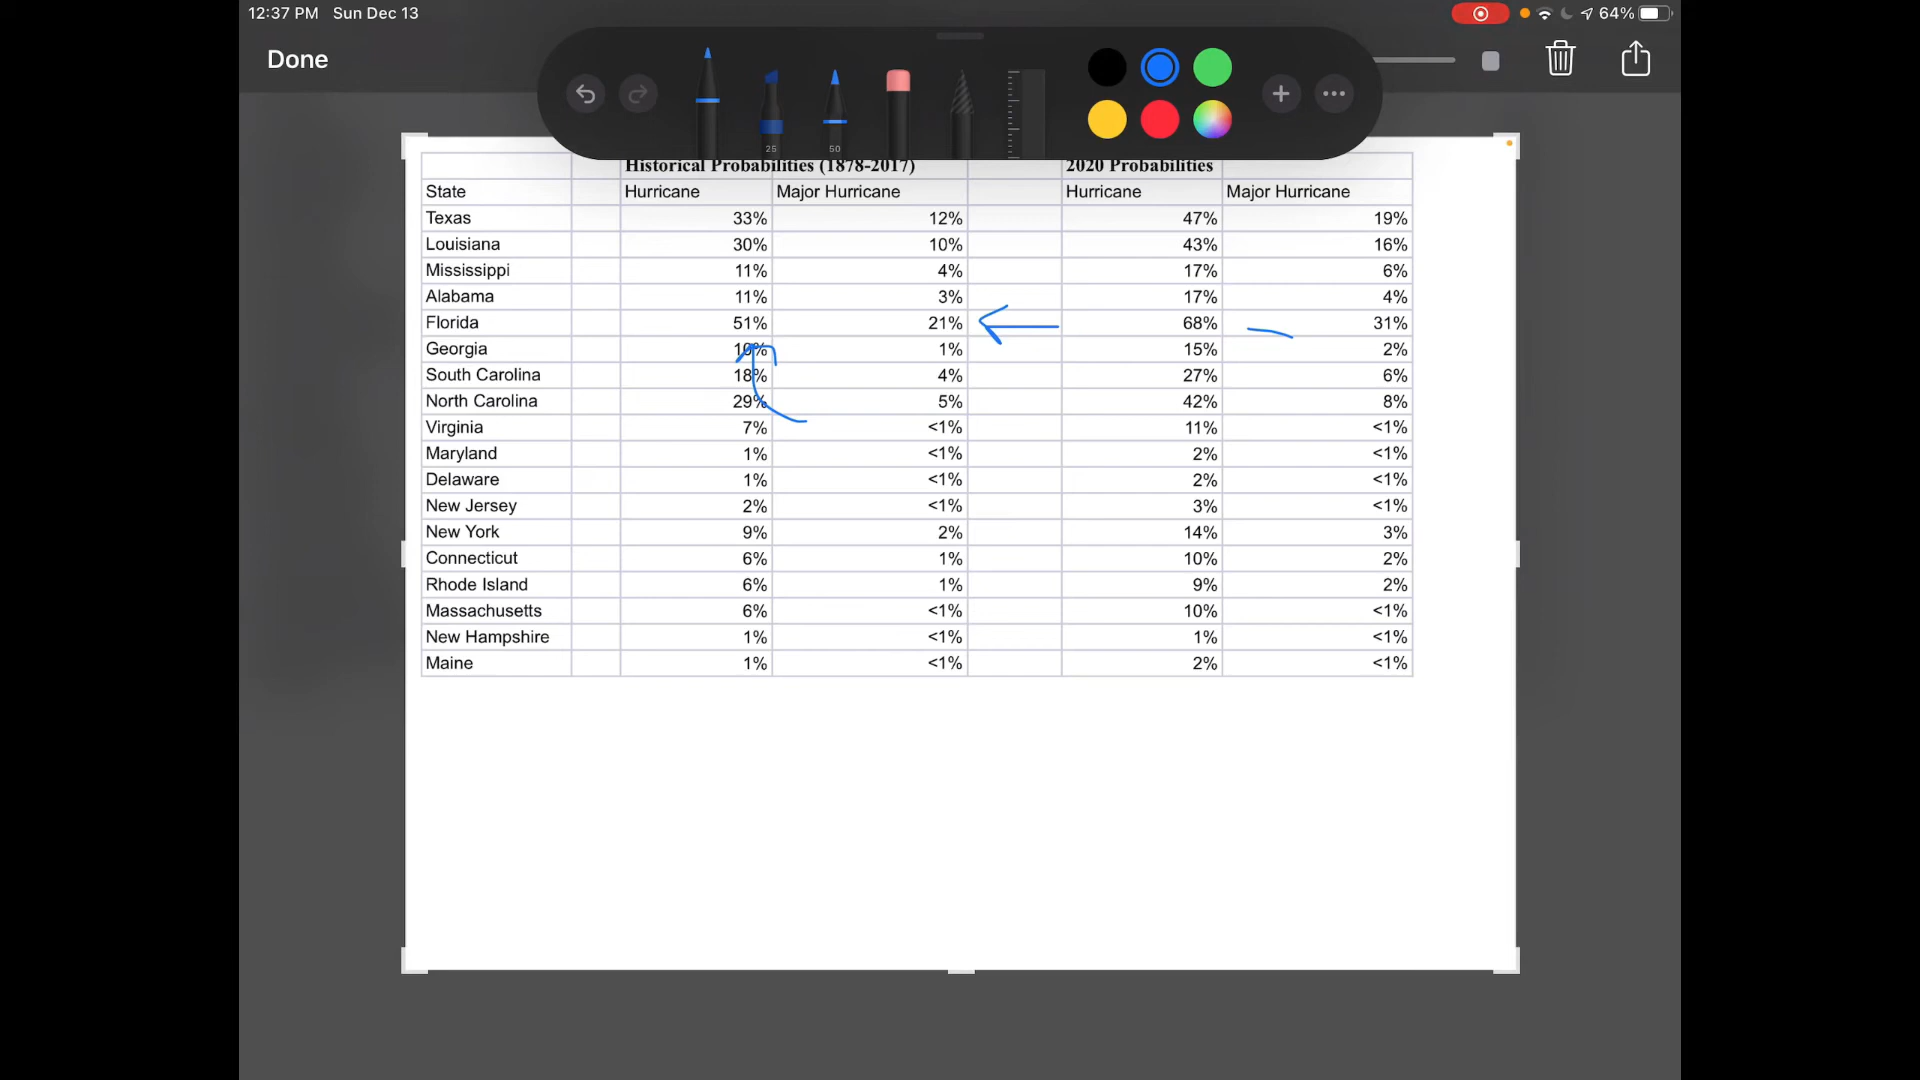 12:37 PM Sun Dec 13 64%
Done
25 50
Historical Probabilities (1878-2017) 2020 Probabilities
State Hurricane Major Hurricane Hurricane Major Hurricane
Texas 33% 12% 47% 19%
Louisiana 30% 10% 43% 16%
Mississippi 11% 4% 17% 6%
Alabama 11% 3% 17% 4%
Florida 51% 21% 68% 31%
Georgia 10% 1% 15% 2%
South Carolina 18% 4% 27% 6%
North Carolina 29% 5% 42% 8%
Virginia 7% <1% 11% <1%
Maryland 1% <1% 2% <1%
Delaware 1% <1% 2% <1%
New Jersey 2% <1% 3% <1%
New York 9% 2% 14% 3%
Connecticut 6% 1% 10% 2%
Rhode Island 6% 1% 9% 2%
Massachusetts 6% <1% 10% <1%
New Hampshire 1% <1% 1% <1%
Maine 1% <1% 2% <1%